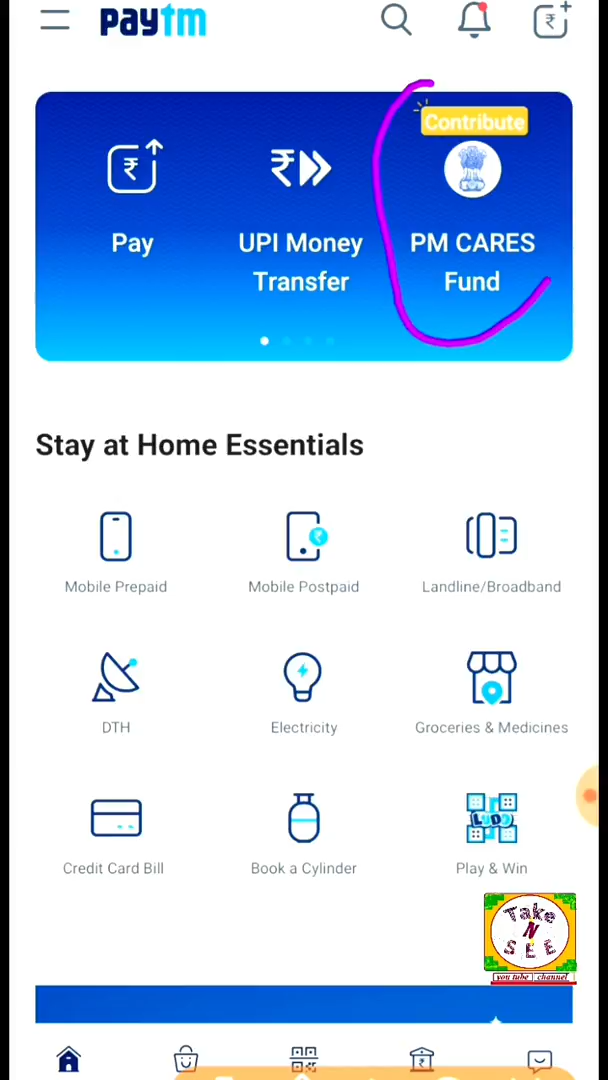 paytm
Contribute
Pay
UPI Money
Transfer
PM CARES
Fund
Stay at Home Essentials
Mobile Prepaid
Mobile Postpaid
Landline/Broadband
DTH
Electricity
Groceries & Medicines
Credit Card Bill
Book a Cylinder
LUDO
Play & Win
Take
N
SEE
you tube channel